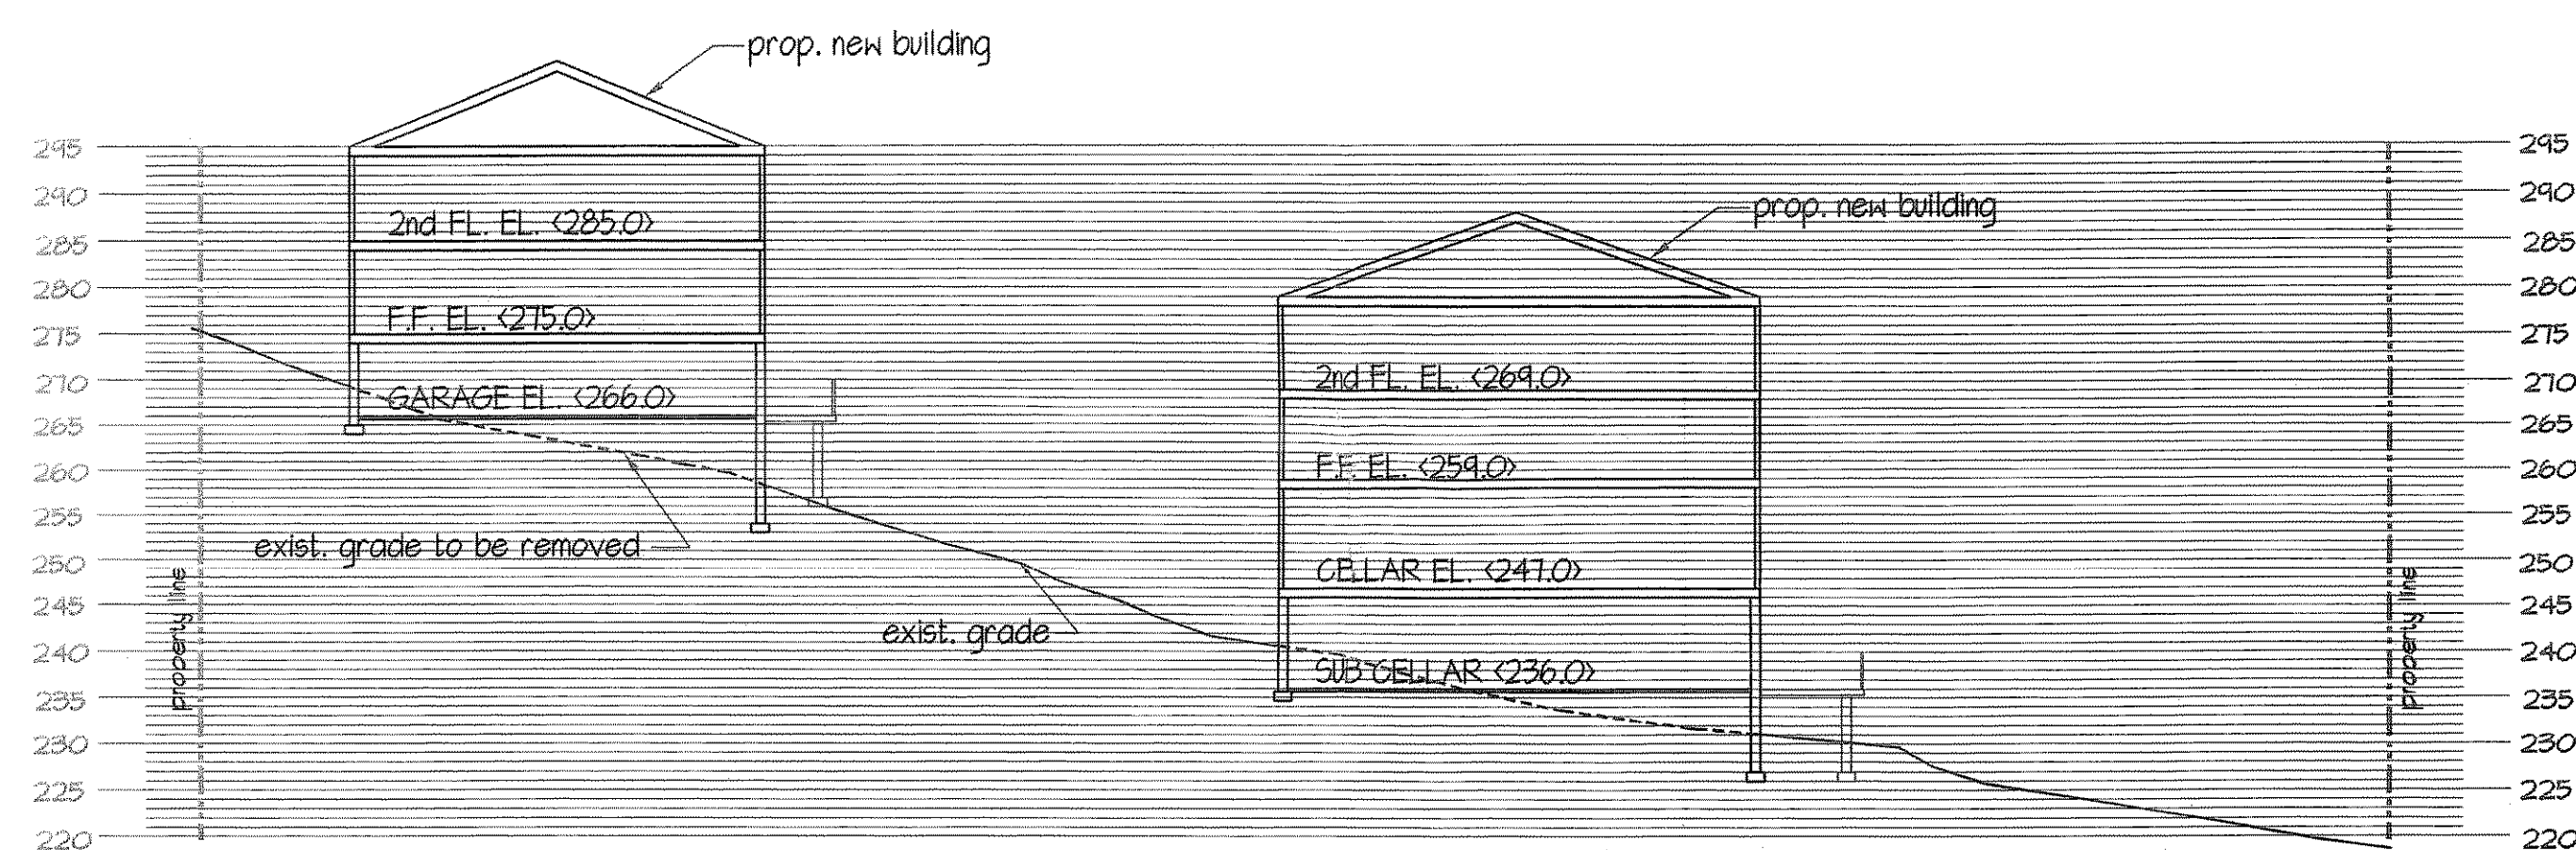 prop. new building
295
290
285
280
275
270
265
260
255
250
245
240
235
230
225
220
2nd FL. EL. <285.0>
F.F. EL. <275.0>
GARAGE EL. <266.0>
exist. grade to be removed
property line
exist. grade
prop. new building
2nd FL. EL. <269.0>
F.F. EL. <259.0>
CELLAR EL. <247.0>
SUB CELLAR <236.0>
property line
295
290
285
280
275
270
265
260
255
250
245
240
235
230
225
220